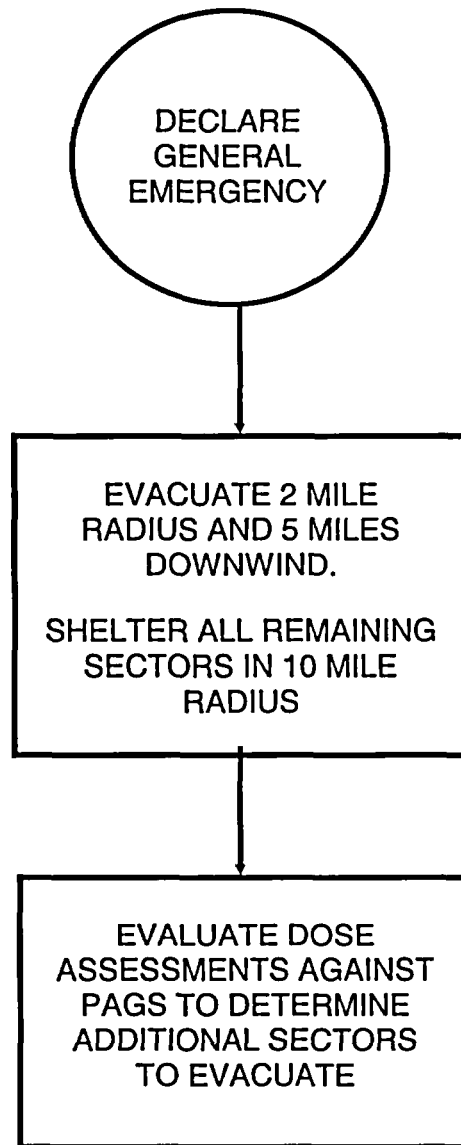 DECLARE
GENERAL
EMERGENCY
EVACUATE 2 MILE
RADIUS AND 5 MILES
DOWNWIND.
SHELTER ALL REMAINING
SECTORS IN 10 MILE
RADIUS
EVALUATE DOSE
ASSESSMENTS AGAINST
PAGS TO DETERMINE
ADDITIONAL SECTORS
TO EVACUATE